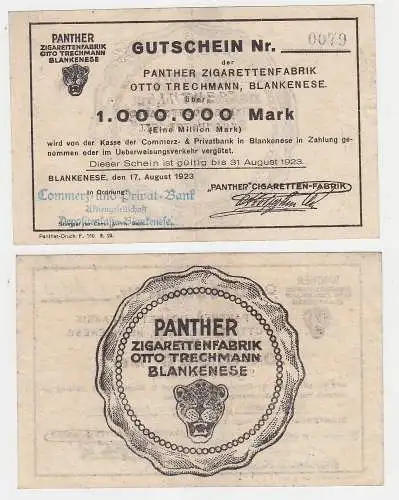 PANTHER
ZIGARETTENFABRIK
OTTO TRECHMANN
BLANKENESE
GUTSCHEIN Nr. 0079
der
PANTHER ZIGARETTENFABRIK
OTTO TRECHMANN, BLANKENESE.
über
1.000.000 Mark
(Eine Million Mark)
wird von der Kasse der Commerz- & Privatbank in Blankenese in Zahlung ge-
nommen oder im Ueberweisungsverkehr vergütet.
Dieser Schein ist gültig bis 31 August 1923.
BLANKENESE, den 17. August 1923
In Ordnung:
„PANTHER" CIGARETTEN-FABRIK
Commerz- und Privat-Bank
Aktiengesellschaft
Depositenkasse Blankenese
Panther-Druck. F.
PANTHER
ZIGARETTENFABRIK
OTTO TRECHMANN
BLANKENESE